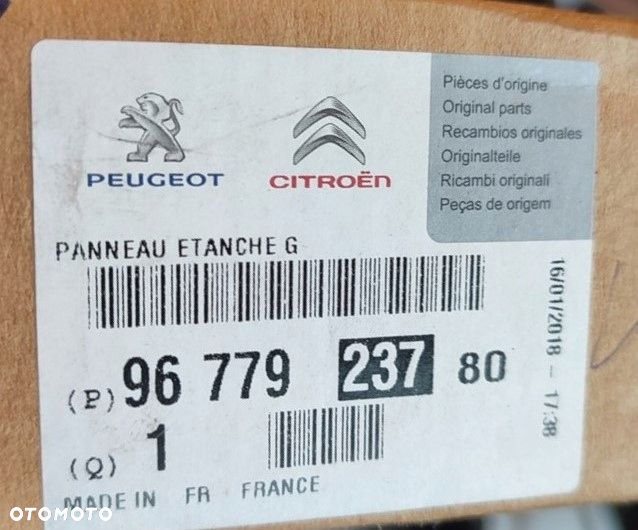 PEUGEOT
CITROËN
Pièces d'origine
Original parts
Recambios originales
Originalteile
Ricambi originali
Peças de origem
PANNEAU ETANCHE G
(P) 96 779 237 80
(Q) 1
MADE IN FR FRANCE
16/01/2018 - 17:38
OTOMOTO